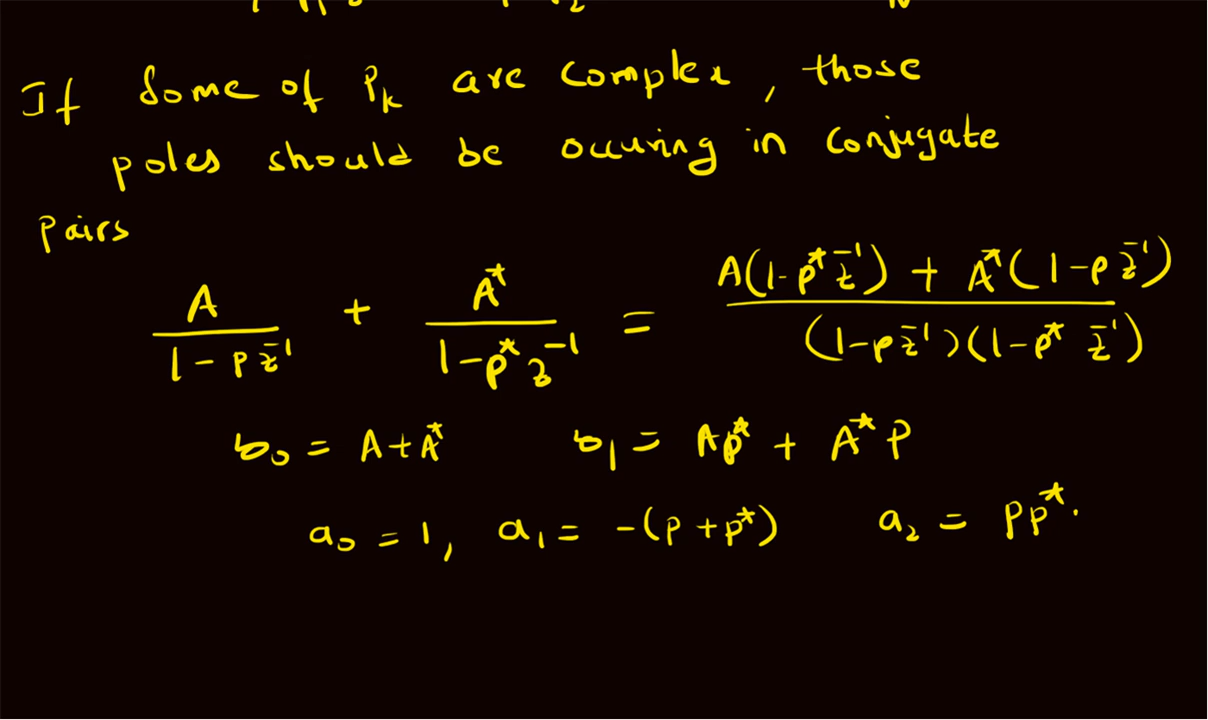 If some of Pk are complex, those
poles should be occuring in conjugate
pairs
A/(1 - pz^-1) + A*/(1 - p*z^-1) = (A(1 - p*z^-1) + A*(1 - pz^-1))/((1 - pz^-1)(1 - p* z^-1))
b0 = A + A* b1 = Ap* + A*p
a0 = 1, a1 = -(p + p*) a2 = pp*.